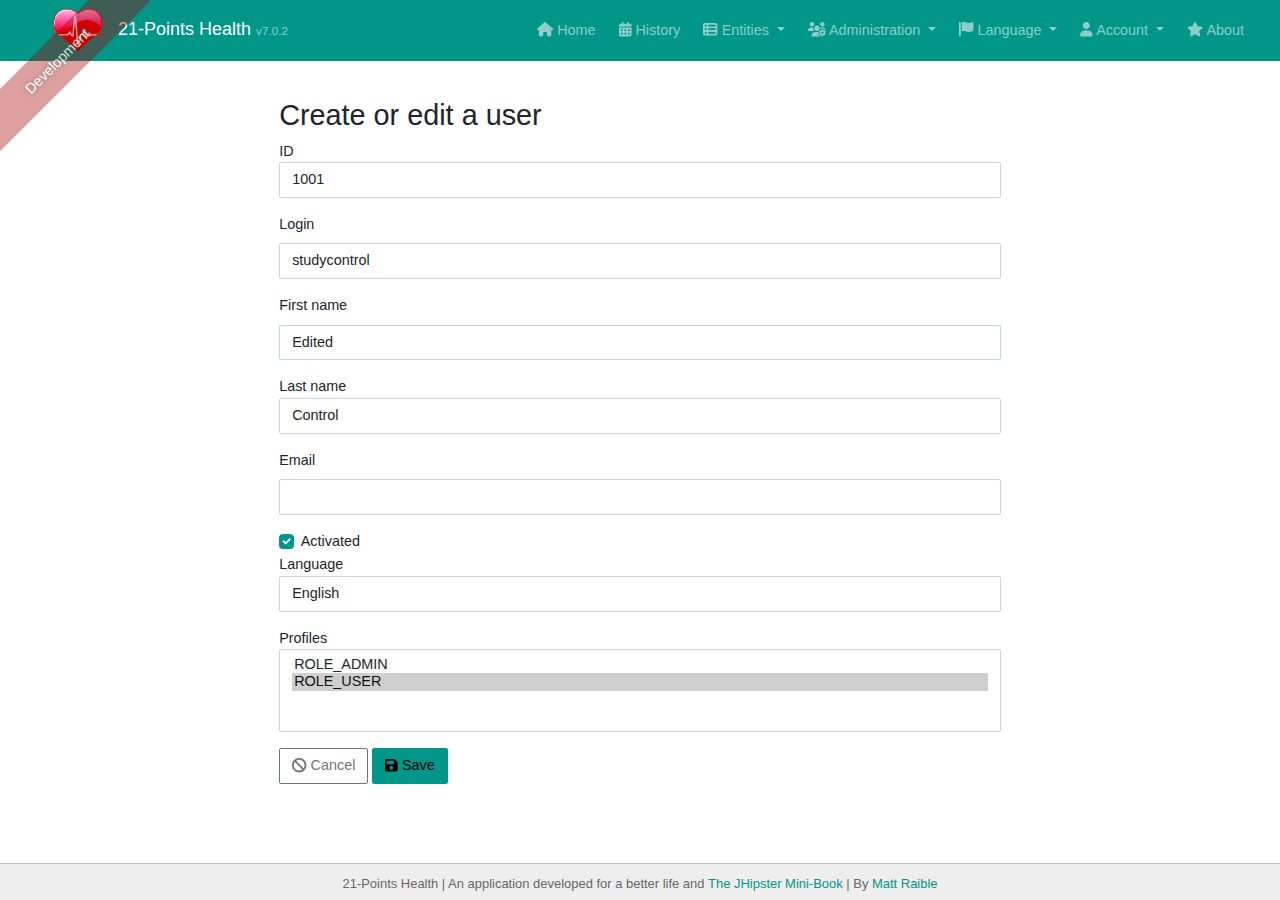 21-Points Health v7.0.2
Home
History
Entities
Administration
Language
Account
About
Development
Create or edit a user
ID
1001
Login
studycontrol
First name
Edited
Last name
Control
Email
Activated
Language
English
Profiles
ROLE_ADMIN
ROLE_USER
Cancel
Save
21-Points Health | An application developed for a better life and The JHipster Mini-Book | By Matt Raible